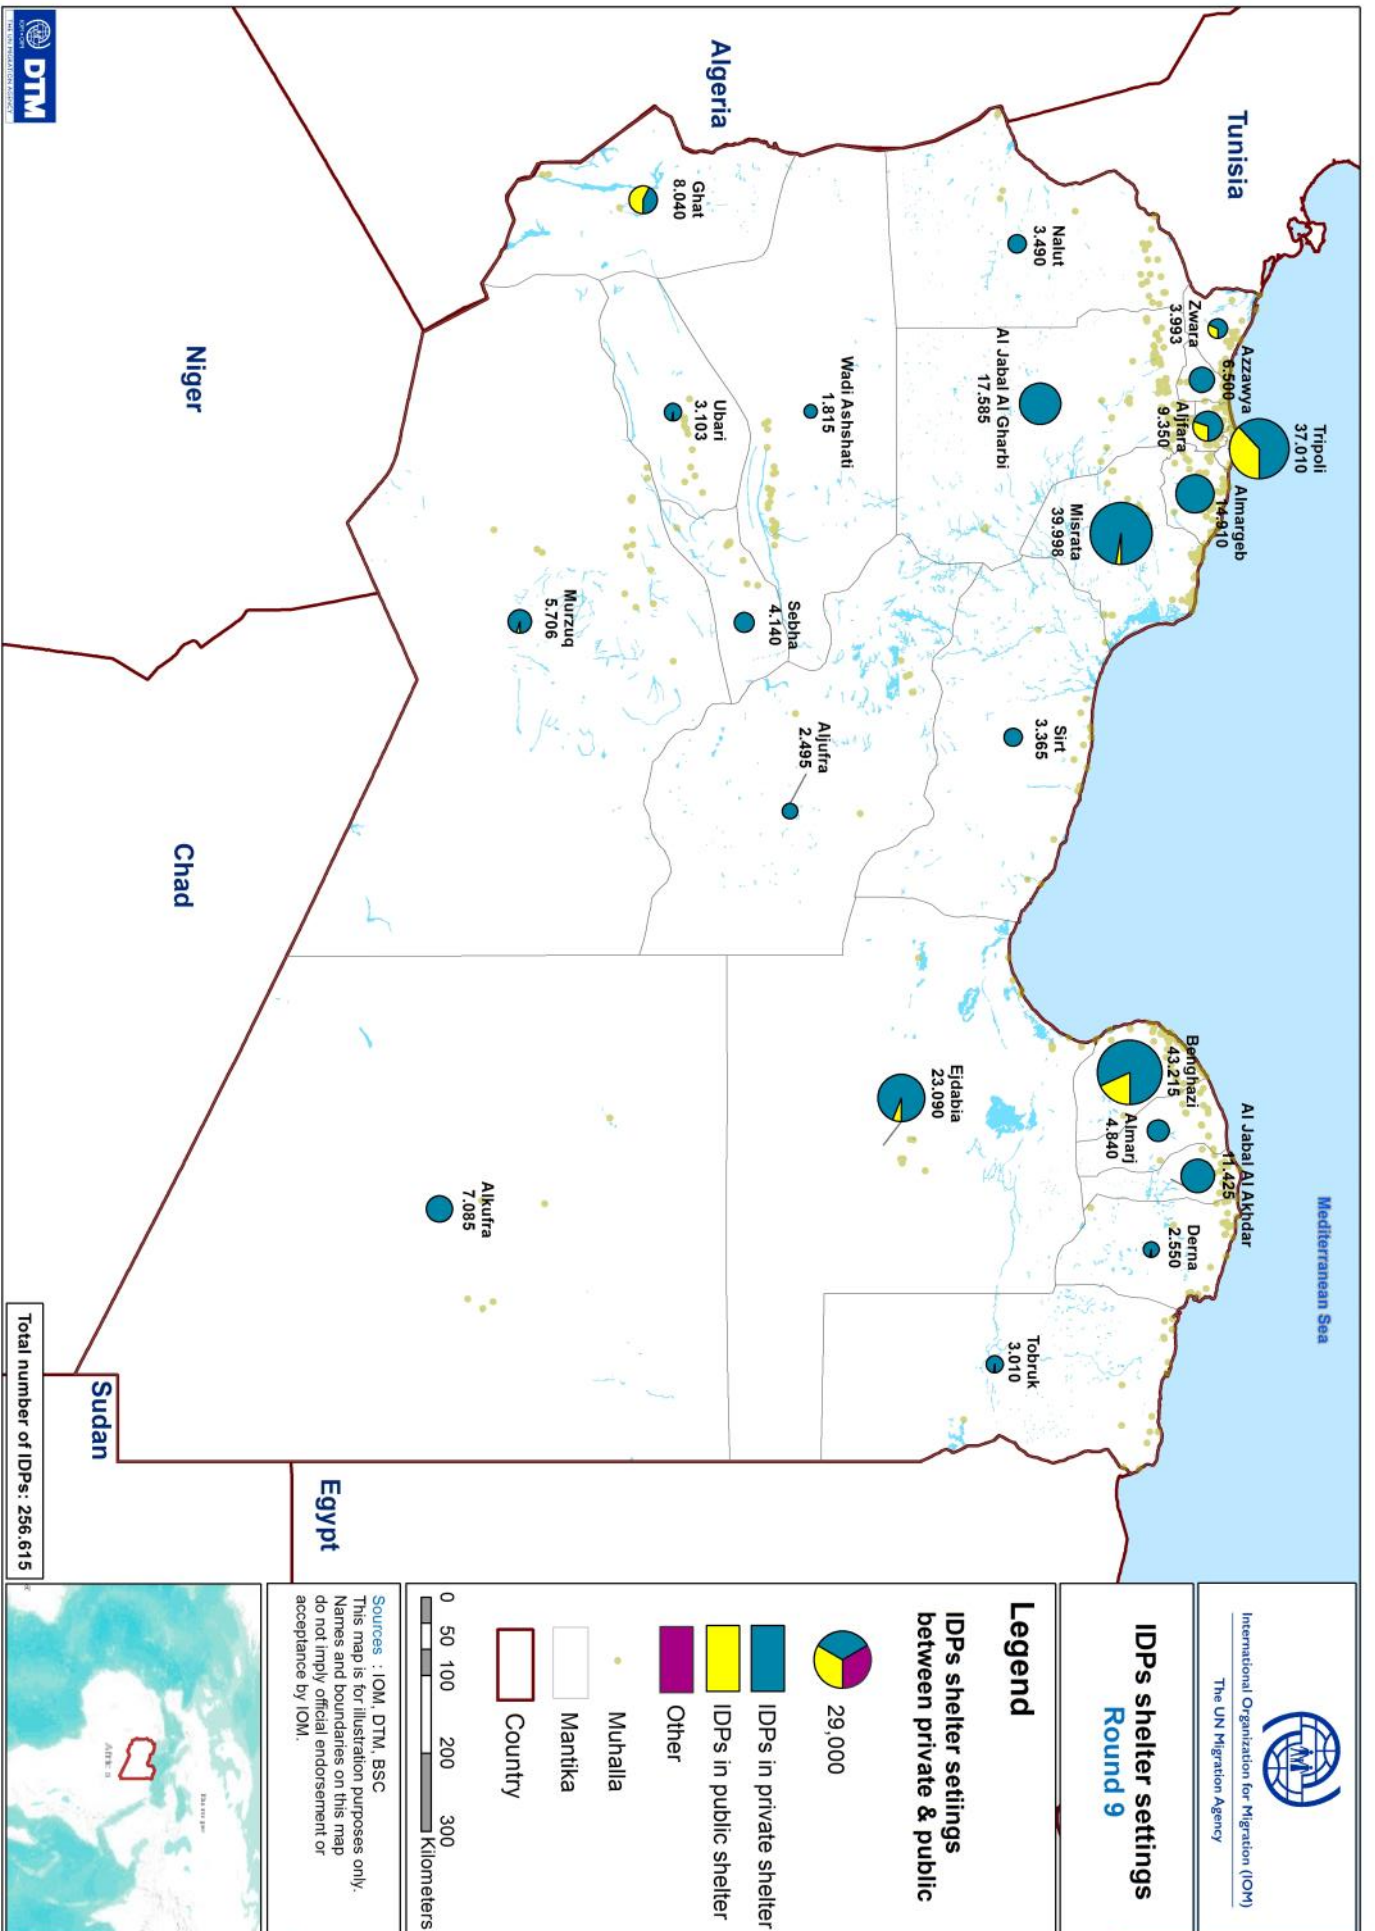 Mediterranean Sea
Tunisia
Algeria
Niger
Chad
Sudan
Egypt
Tripoli
37.010
Azzawya
6.500
Zwara
3.993
Aljfara
9.350
Almargeb
14.910
Misrata
39.998
Nalut
3.490
Al Jabal Al Gharbi
17.585
Sirt
3.365
Benghazi
43.215
Almarj
4.840
Al Jabal Al Akhdar
11.425
Derna
2.550
Tobruk
3.010
Ejdabia
23.090
Wadi Ashshati
1.815
Aljufra
2.495
Sebha
4.140
Ubari
3.103
Ghat
8.040
Murzuq
5.706
Alkufra
7.085
IOM•OIM
DTM
THE UN MIGRATION AGENCY
Total number of IDPs: 256.615
International Organization for Migration (IOM)
The UN Migration Agency
IDPs shelter settings
Round 9
Legend
IDPs shelter setiings
between private & public
29,000
IDPs in private shelter
IDPs in public shelter
Other
Muhalla
Mantika
Country
0 50 100 200 300
Kilometers
Sources : IOM, DTM, BSC
This map is for illustration purposes only.
Names and boundaries on this map
do not imply official endorsement or
acceptance by IOM.